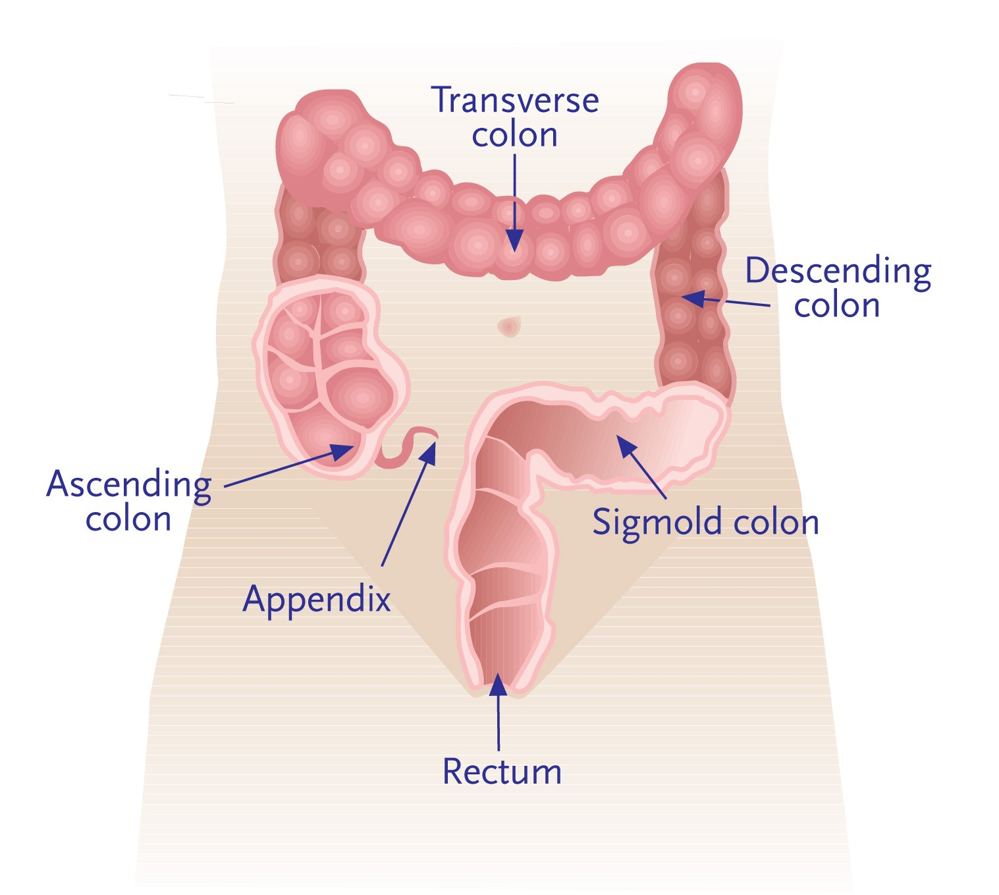 Transverse
colon
Descending
colon
Ascending
colon
Sigmold colon
Appendix
Rectum